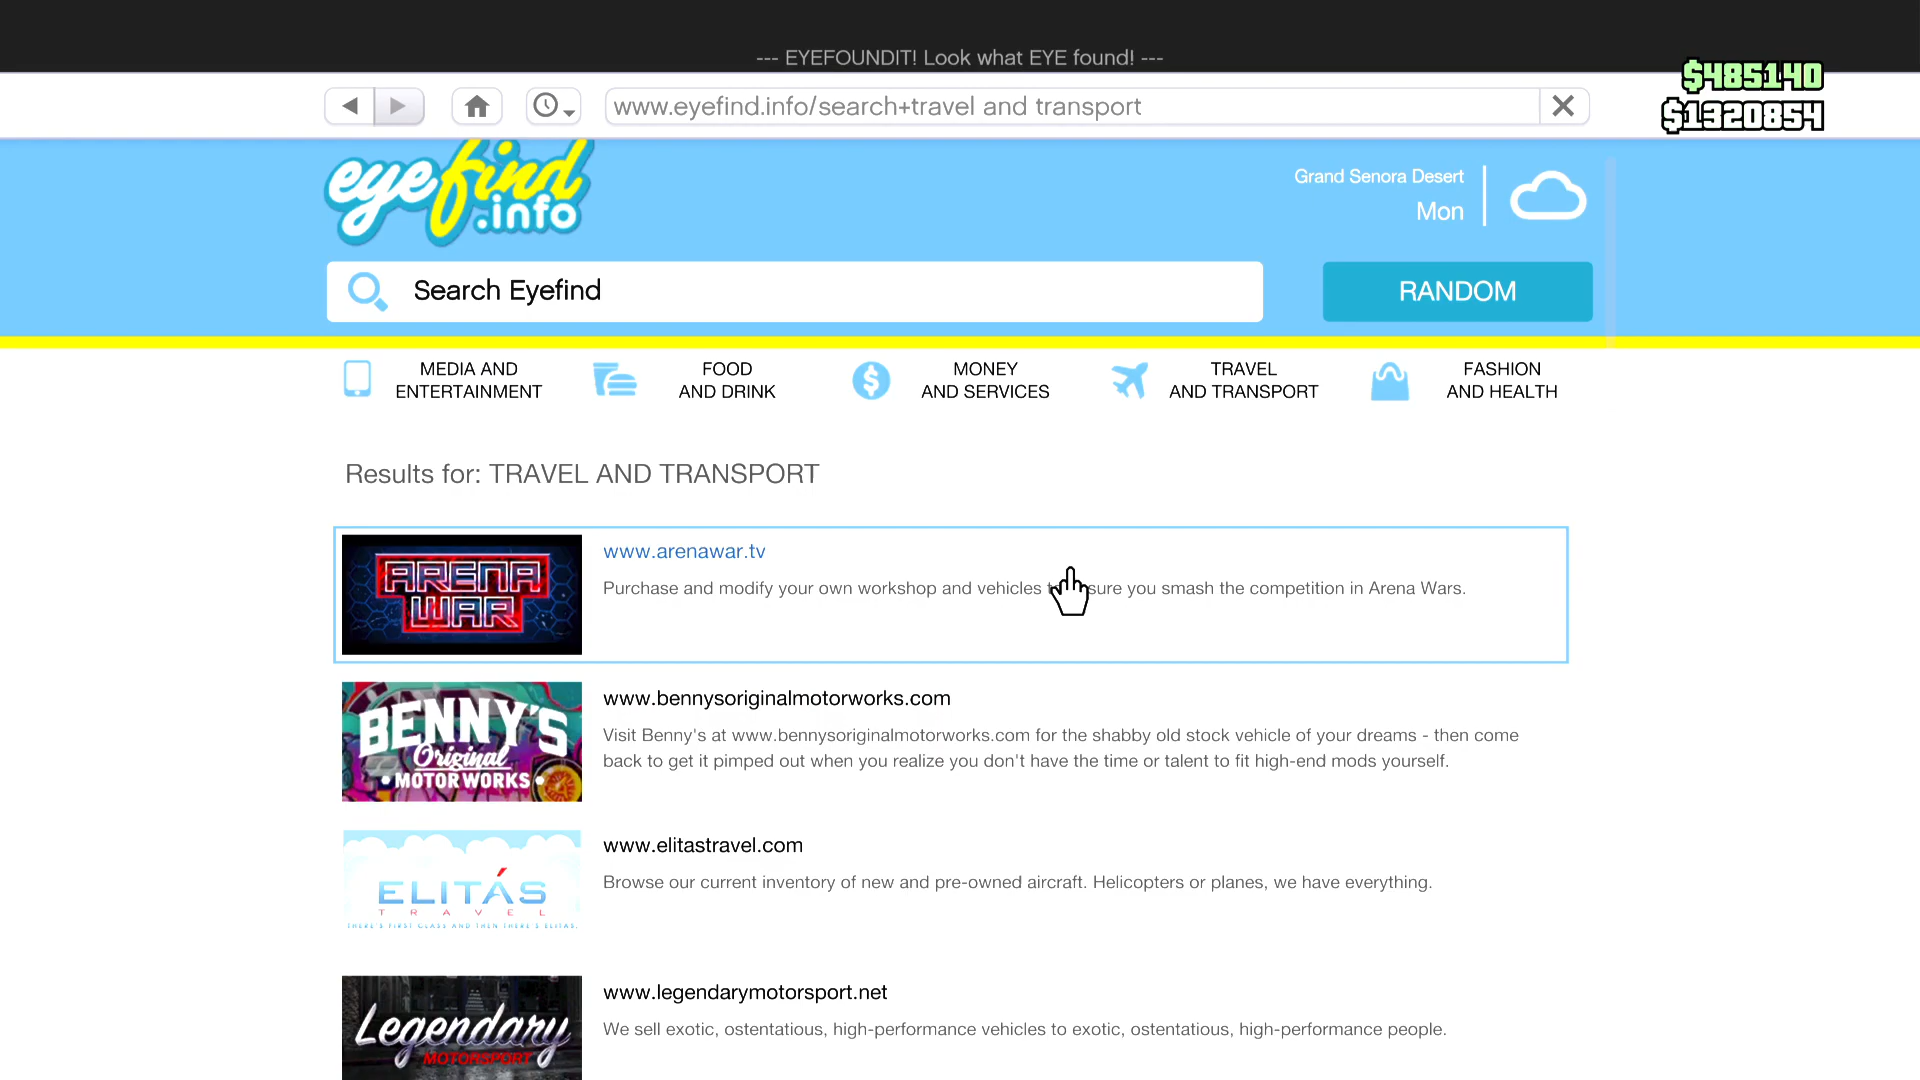 --- EYEFOUNDIT! Look what EYE found! ---
$485140
www.eyefind.info/search+travel and transport
$1320854
eyefind
.info
Grand Senora Desert
Mon
Search Eyefind
RANDOM
MEDIA AND
ENTERTAINMENT
FOOD
AND DRINK
MONEY
AND SERVICES
TRAVEL
AND TRANSPORT
FASHION
AND HEALTH
Results for: TRAVEL AND TRANSPORT
ARENA
WAR
www.arenawar.tv
Purchase and modify your own workshop and vehicles sure you smash the competition in Arena Wars.
BENNY'S
Original
MOTOR WORKS
www.bennysoriginalmotorworks.com
Visit Benny's at www.bennysoriginalmotorworks.com for the shabby old stock vehicle of your dreams - then come
back to get it pimped out when you realize you don't have the time or talent to fit high-end mods yourself.
ELITÁS
TRAVEL
THERE'S FIRST CLASS AND THEN THERE'S ELITAS.
www.elitastravel.com
Browse our current inventory of new and pre-owned aircraft. Helicopters or planes, we have everything.
Legendary
MOTORSPORT
www.legendarymotorsport.net
We sell exotic, ostentatious, high-performance vehicles to exotic, ostentatious, high-performance people.